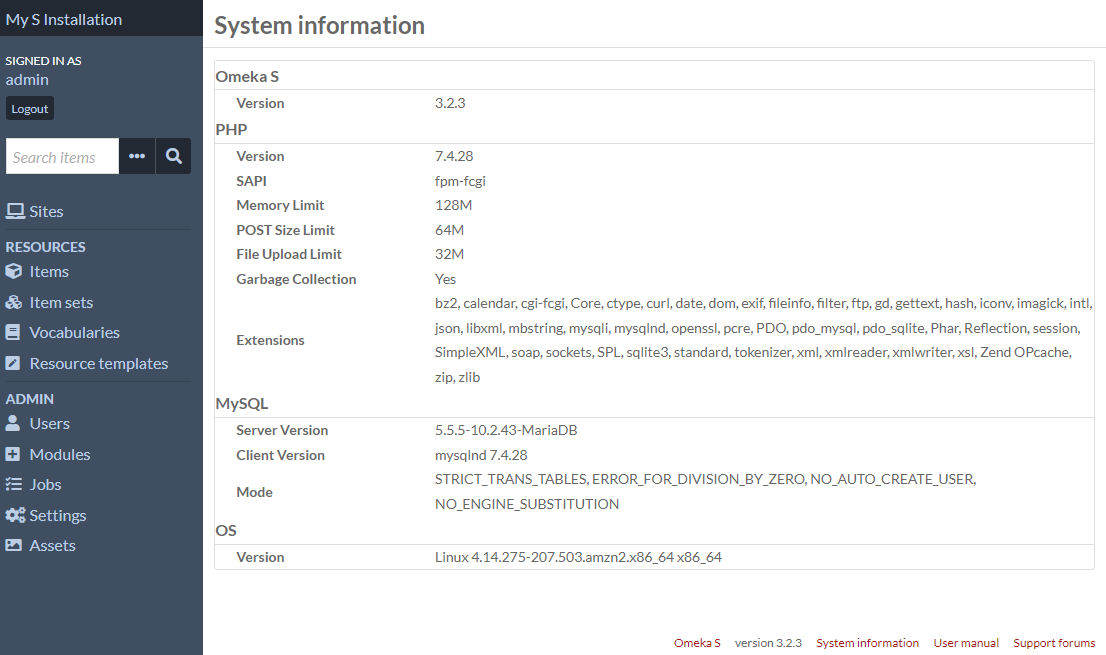 My S Installation
SIGNED IN AS
admin
Logout
Search items
Sites
RESOURCES
Items
Item sets
Vocabularies
Resource templates
ADMIN
Users
Modules
Jobs
Settings
Assets
System information
Omeka S
Version 3.2.3
PHP
Version 7.4.28
SAPI fpm-fcgi
Memory Limit 128M
POST Size Limit 64M
File Upload Limit 32M
Garbage Collection Yes
Extensions
bz2, calendar, cgi-fcgi, Core, ctype, curl, date, dom, exif, fileinfo, filter, ftp, gd, gettext, hash, iconv, imagick, intl,
json, libxml, mbstring, mysqli, mysqlnd, openssl, pcre, PDO, pdo_mysql, pdo_sqlite, Phar, Reflection, session,
SimpleXML, soap, sockets, SPL, sqlite3, standard, tokenizer, xml, xmlreader, xmlwriter, xsl, Zend OPcache,
zip, zlib
MySQL
Server Version 5.5.5-10.2.43-MariaDB
Client Version mysqlnd 7.4.28
Mode
STRICT_TRANS_TABLES, ERROR_FOR_DIVISION_BY_ZERO, NO_AUTO_CREATE_USER,
NO_ENGINE_SUBSTITUTION
OS
Version Linux 4.14.275-207.503.amzn2.x86_64 x86_64
Omeka S version 3.2.3 System information User manual Support forums